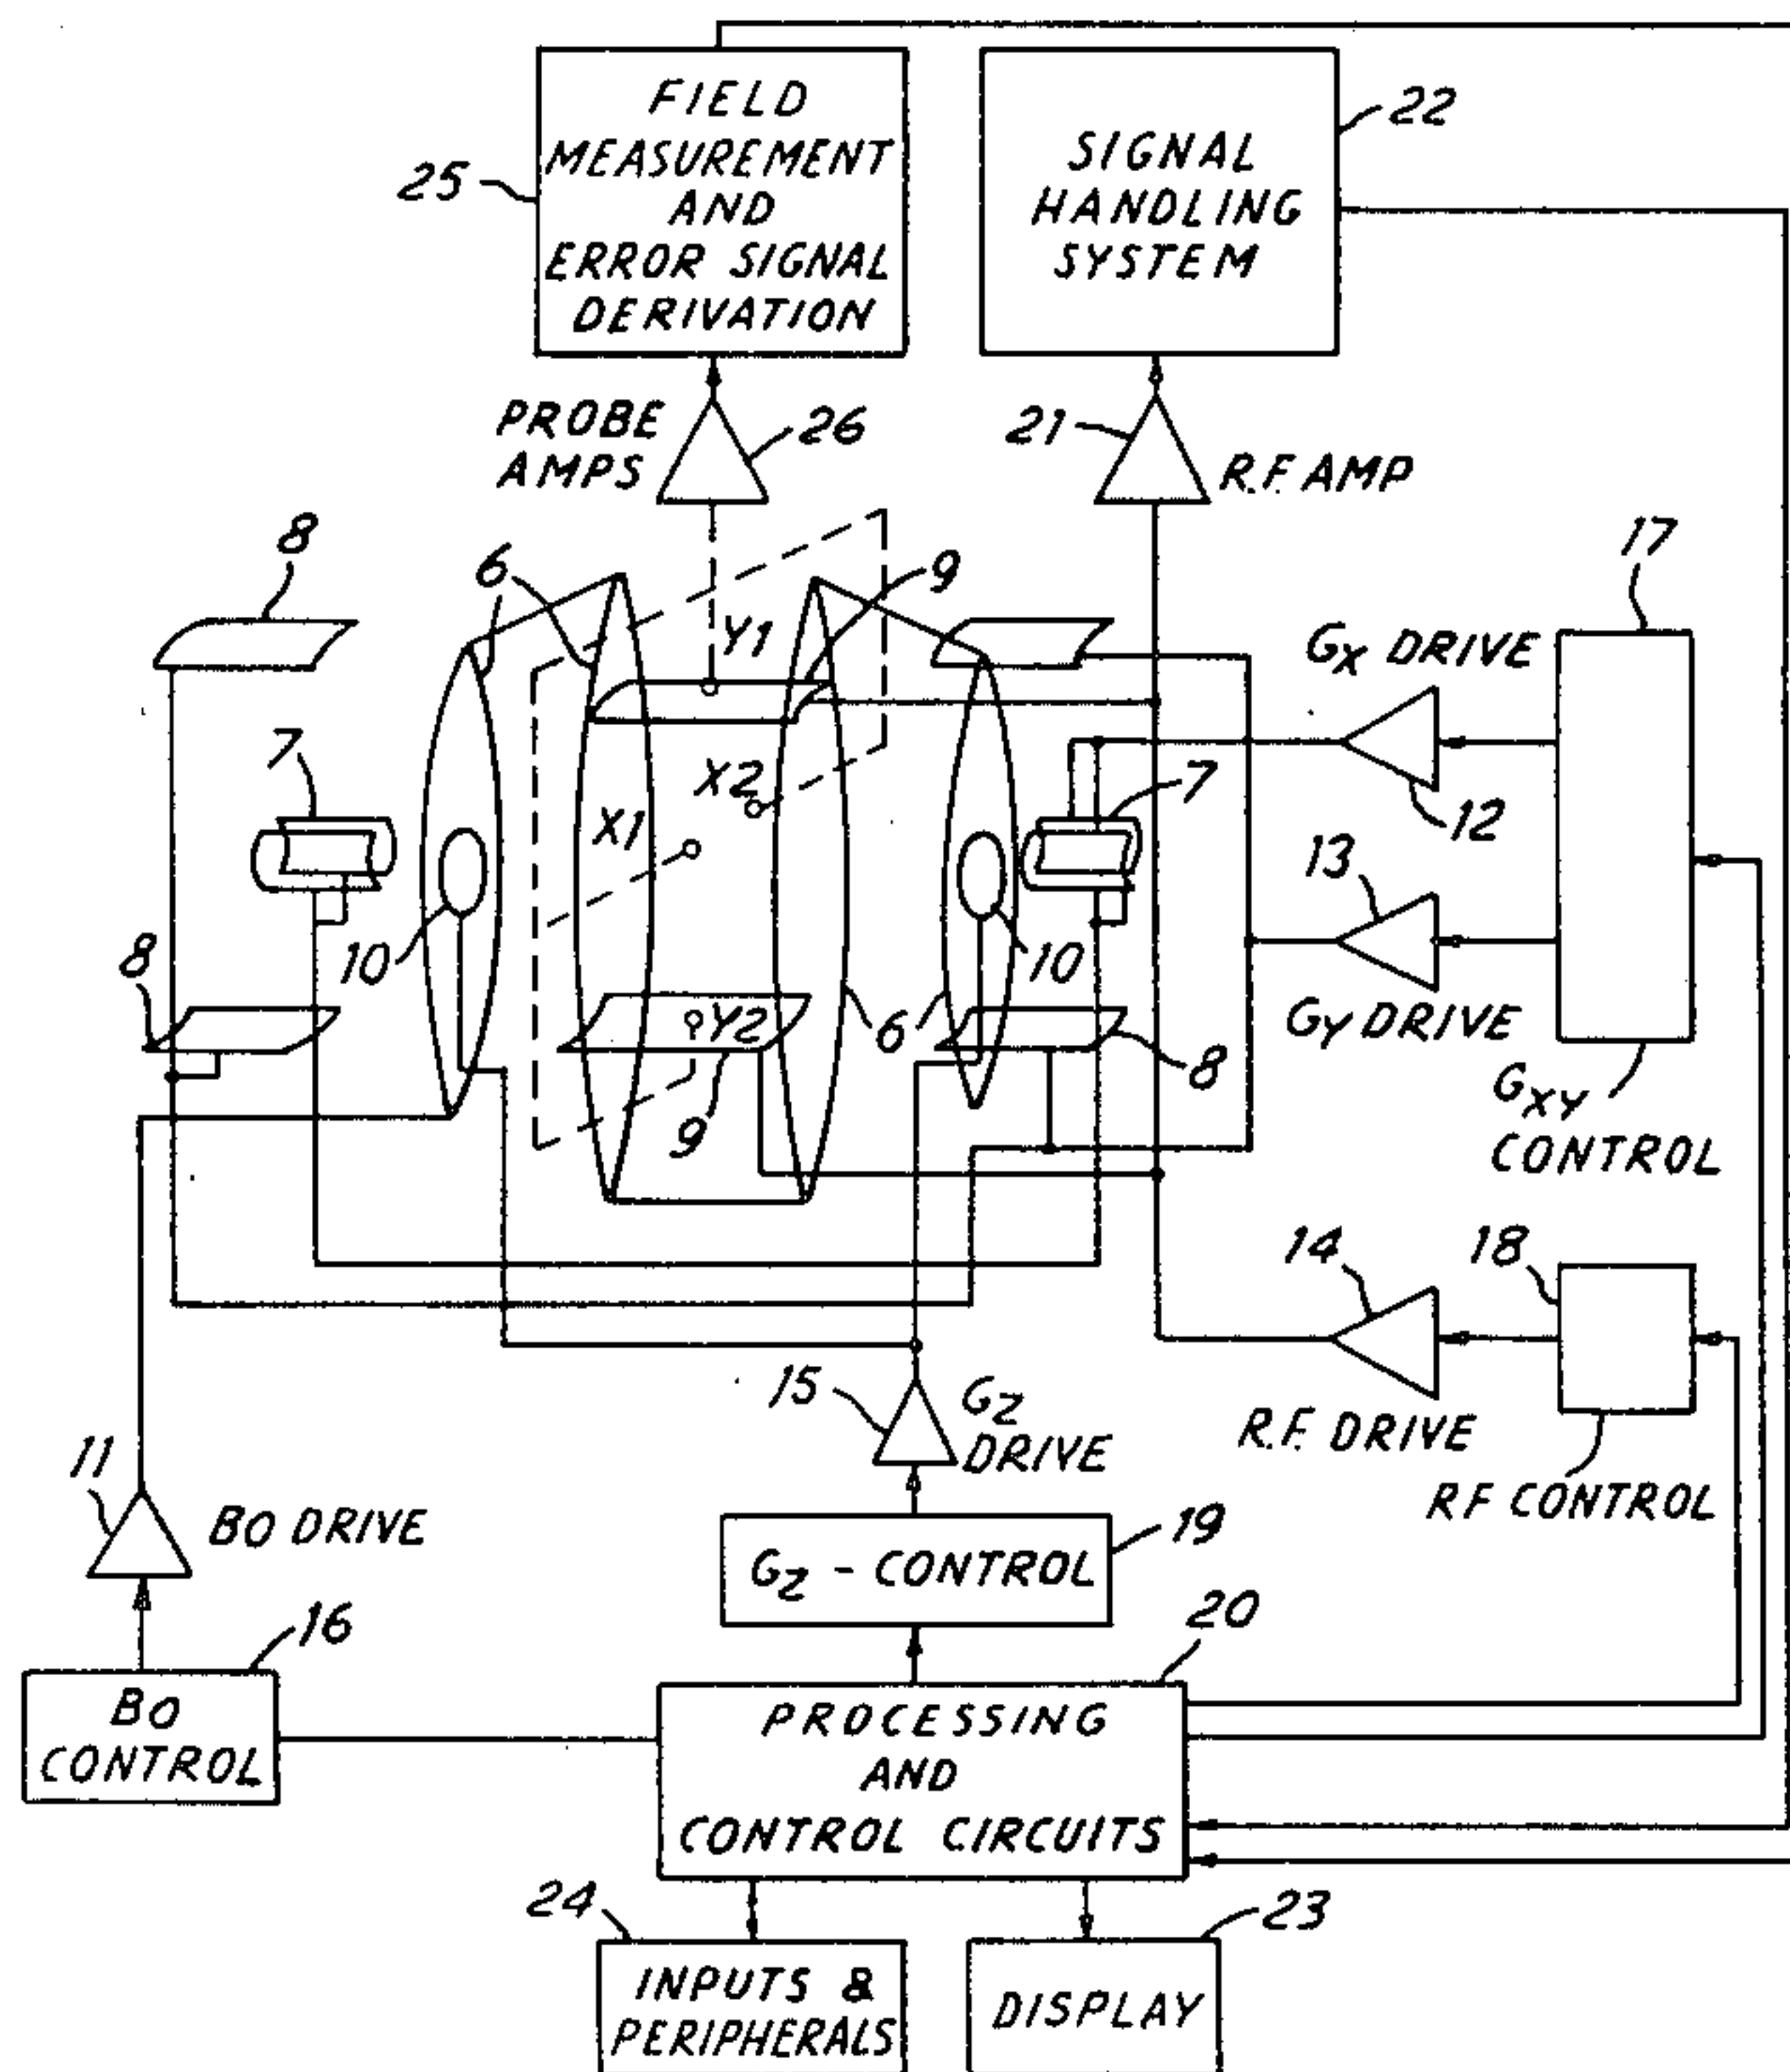 FIELD
MEASUREMENT
AND
ERROR SIGNAL
DERIVATION
25
SIGNAL
HANDLING
SYSTEM
22
PROBE
AMPS
26
21
R.F. AMP
8
6
9
17
Y1
GX DRIVE
7
X2
7
12
X1
13
8
10
10
Y2
6
8
GY DRIVE
9
GXY
CONTROL
14
18
15
GZ
DRIVE
R.F. DRIVE
RF CONTROL
11
BO DRIVE
19
GZ - CONTROL
16
20
BO
CONTROL
PROCESSING
AND
CONTROL CIRCUITS
24
23
INPUTS &
PERIPHERALS
DISPLAY